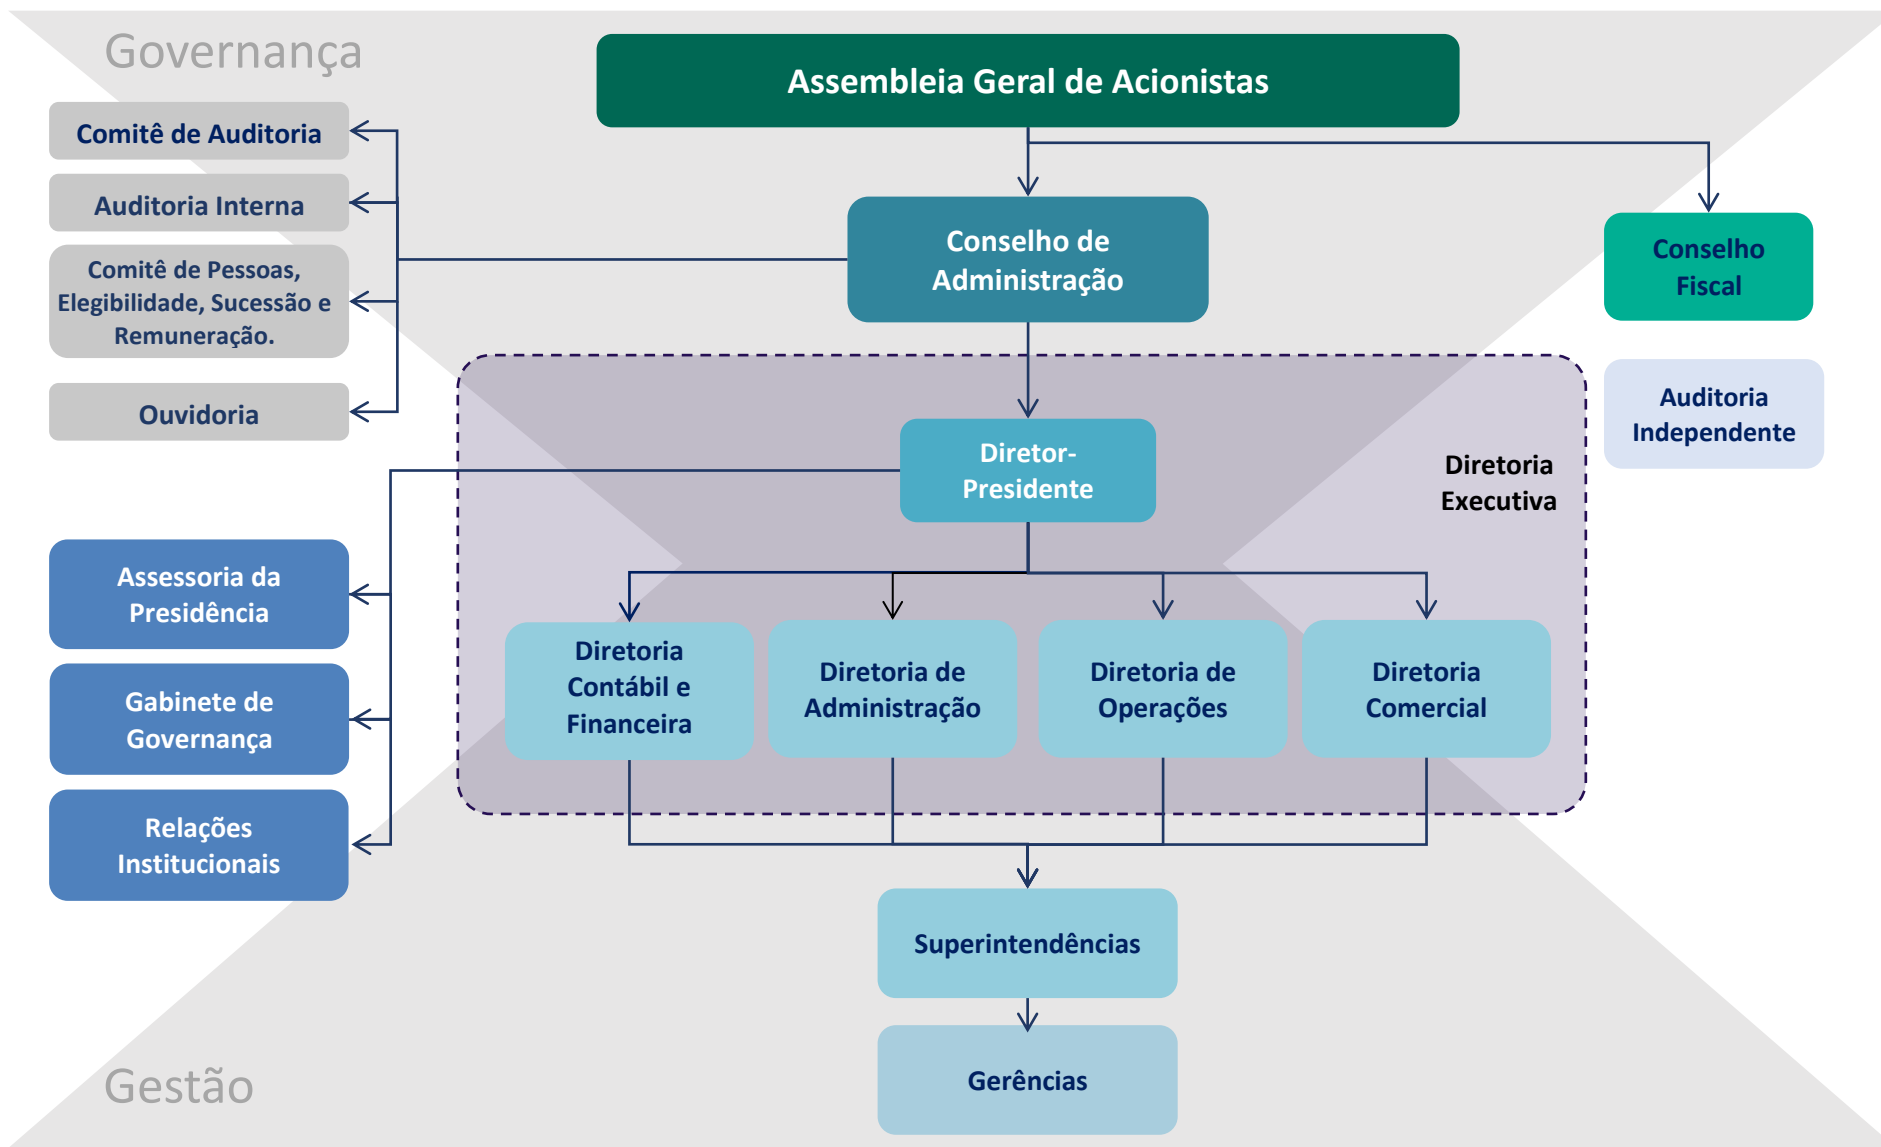 Governança
Assembleia Geral de Acionistas
Comitê de Auditoria
Auditoria Interna
Comitê de Pessoas,
Elegibilidade, Sucessão e
Remuneração.
Ouvidoria
Conselho de
Administração
Conselho
Fiscal
Auditoria
Independente
Diretor-
Presidente
Diretoria
Executiva
Assessoria da
Presidência
Gabinete de
Governança
Relações
Institucionais
Diretoria
Contábil e
Financeira
Diretoria de
Administração
Diretoria de
Operações
Diretoria
Comercial
Superintendências
Gerências
Gestão